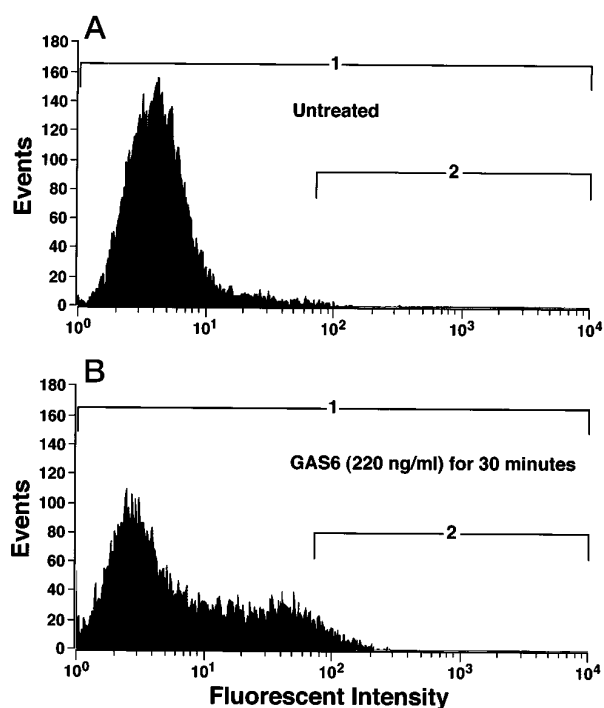 A
180
160
140
120
100
80
60
40
20
0
Events
1
Untreated
2
10⁰ 10¹ 10² 10³ 10⁴
B
180
160
140
120
100
80
60
40
20
0
Events
1
GAS6 (220 ng/ml) for 30 minutes
2
10⁰ 10¹ 10² 10³ 10⁴
Fluorescent Intensity